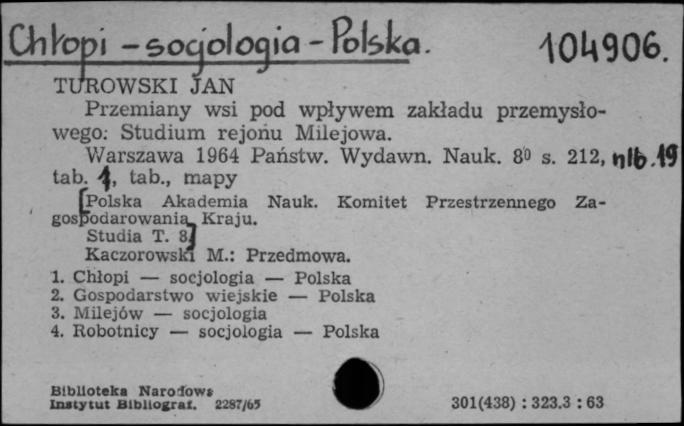 Chłopi – socjologia – Polska. 104906.
TUROWSKI JAN
Przemiany wsi pod wpływem zakładu przemysło-
wego: Studium rejonu Milejowa.
Warszawa 1964 Państw. Wydawn. Nauk. 8⁰ s. 212, nlb. 19
tab. 1, tab., mapy
[Polska Akademia Nauk. Komitet Przestrzennego Za-
gospodarowania Kraju.
Studia T. 8]
Kaczorowski M.: Przedmowa.
1. Chłopi — socjologia — Polska
2. Gospodarstwo wiejskie — Polska
3. Milejów — socjologia
4. Robotnicy — socjologia — Polska
Biblioteka Narodowa
Instytut Bibliograf. 2287/65 301(438) : 323.3 : 63